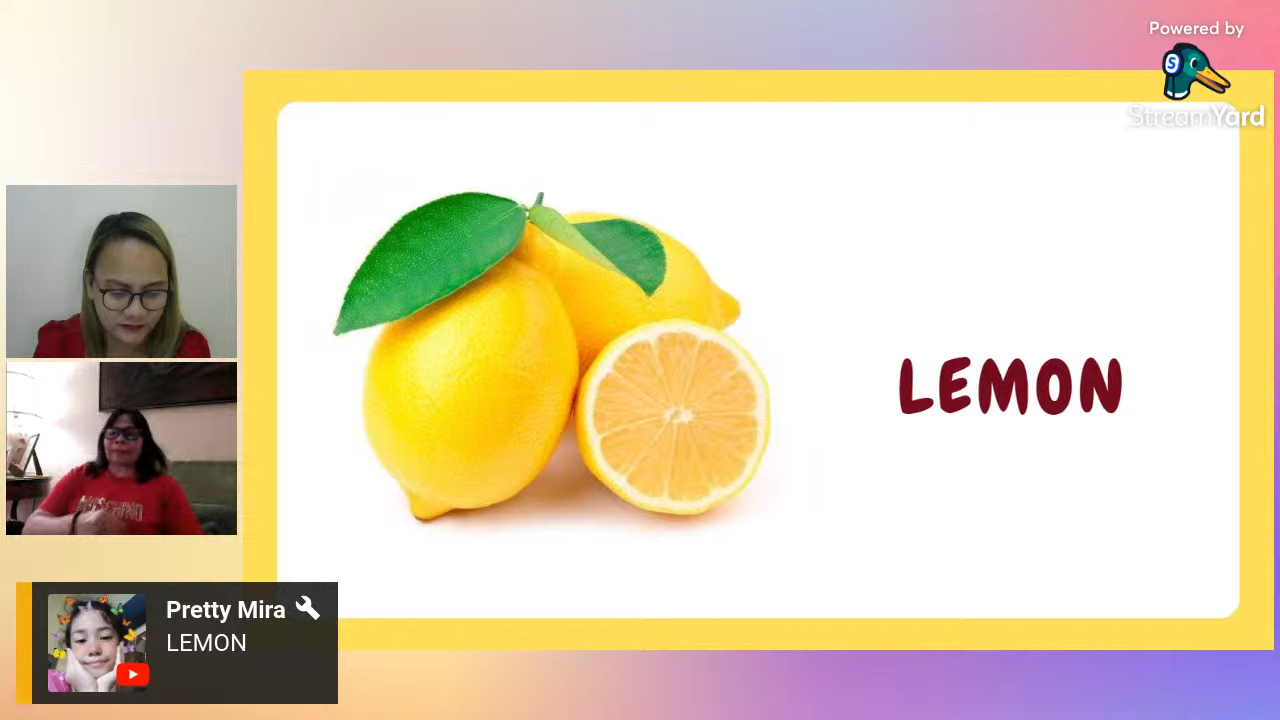 Powered by
S
StreamYard
LEMON
Pretty Mira
LEMON